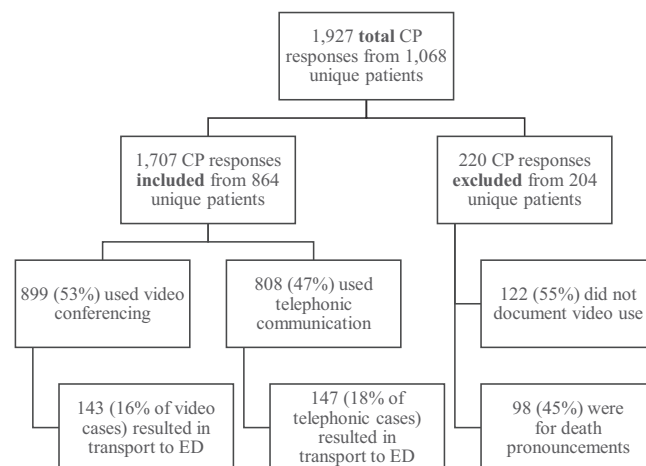 1,927 total CP
responses from 1,068
unique patients
1,707 CP responses
included from 864
unique patients
220 CP responses
excluded from 204
unique patients
899 (53%) used video
conferencing
808 (47%) used
telephonic
communication
122 (55%) did not
document video use
143 (16% of video
cases) resulted in
transport to ED
147 (18% of
telephonic cases)
resulted in
transport to ED
98 (45%) were
for death
pronouncements